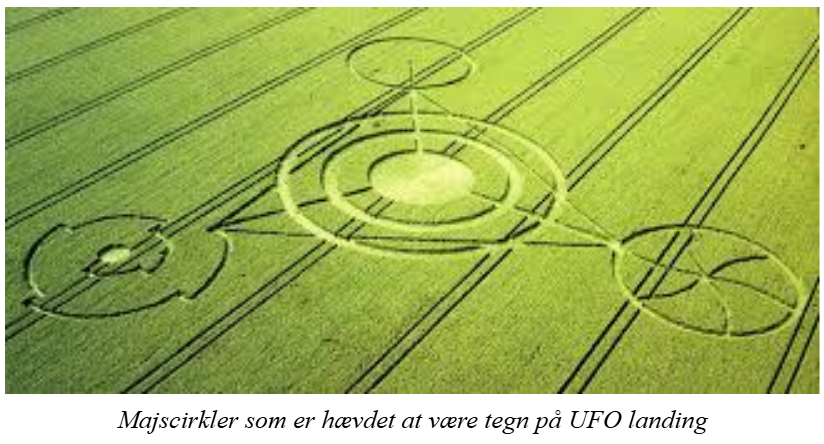 Majscirkler som er hævdet at være tegn på UFO landing